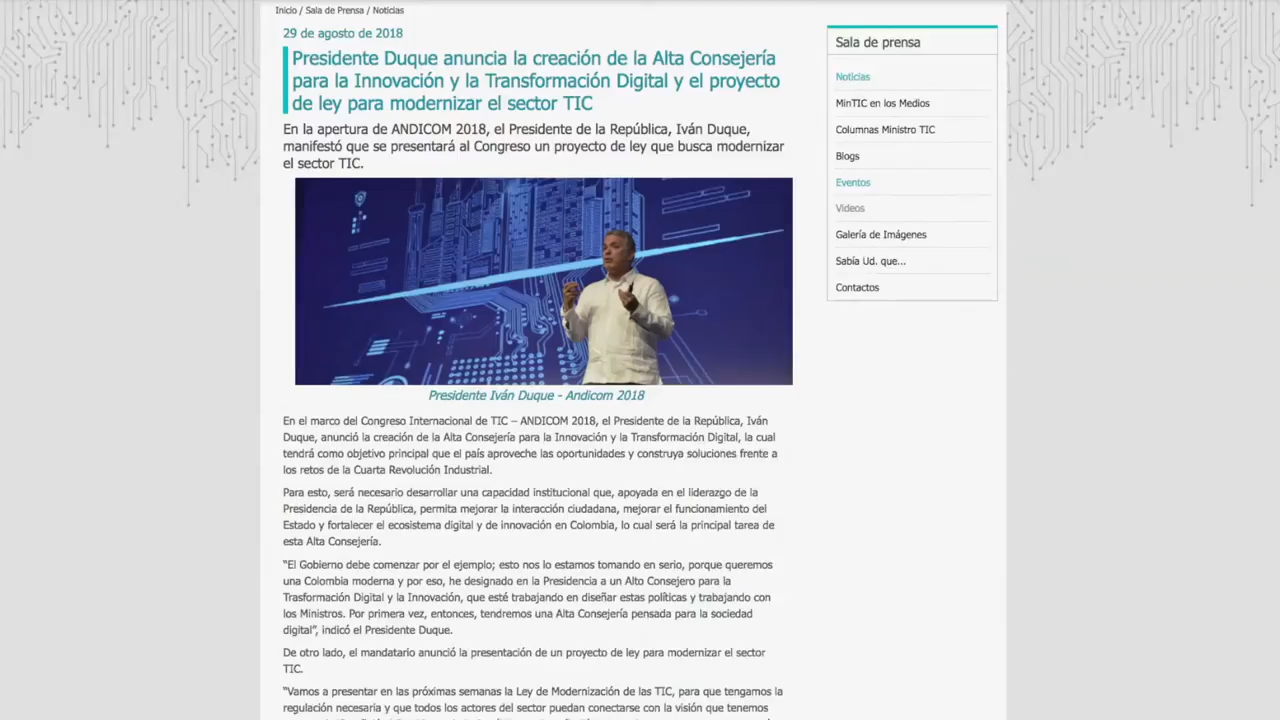 Inicio / Sala de Prensa / Noticias
29 de agosto de 2018
Presidente Duque anuncia la creación de la Alta Consejería
para la Innovación y la Transformación Digital y el proyecto
de ley para modernizar el sector TIC
En la apertura de ANDICOM 2018, el Presidente de la República, Iván Duque,
manifestó que se presentará al Congreso un proyecto de ley que busca modernizar
el sector TIC.
Presidente Iván Duque - Andicom 2018
En el marco del Congreso Internacional de TIC – ANDICOM 2018, el Presidente de la República, Iván
Duque, anunció la creación de la Alta Consejería para la Innovación y la Transformación Digital, la cual
tendrá como objetivo principal que el país aproveche las oportunidades y construya soluciones frente a
los retos de la Cuarta Revolución Industrial.
Para esto, será necesario desarrollar una capacidad institucional que, apoyada en el liderazgo de la
Presidencia de la República, permita mejorar la interacción ciudadana, mejorar el funcionamiento del
Estado y fortalecer el ecosistema digital y de innovación en Colombia, lo cual será la principal tarea de
esta Alta Consejería.
“El Gobierno debe comenzar por el ejemplo; esto nos lo estamos tomando en serio, porque queremos
una Colombia moderna y por eso, he designado en la Presidencia a un Alto Consejero para la
Trasformación Digital y la Innovación, que esté trabajando en diseñar estas políticas y trabajando con
los Ministros. Por primera vez, entonces, tendremos una Alta Consejería pensada para la sociedad
digital”, indicó el Presidente Duque.
De otro lado, el mandatario anunció la presentación de un proyecto de ley para modernizar el sector
TIC.
“Vamos a presentar en las próximas semanas la Ley de Modernización de las TIC, para que tengamos la
regulación necesaria y que todos los actores del sector puedan conectarse con la visión que tenemos
Sala de prensa
Noticias
MinTIC en los Medios
Columnas Ministro TIC
Blogs
Eventos
Videos
Galería de Imágenes
Sabía Ud. que...
Contactos